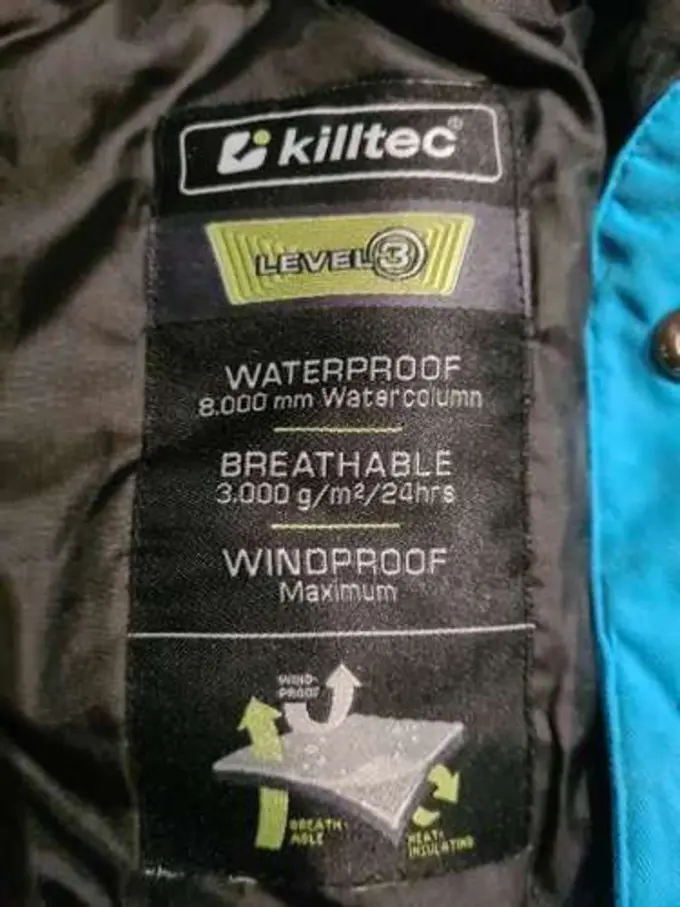 killtec®
LEVEL 3
WATERPROOF
8.000 mm Watercolumn
BREATHABLE
3.000 g/m²/24hrs
WINDPROOF
Maximum
WIND-
PROOF
BREATH-
ABLE
HEAT-
INSULATING